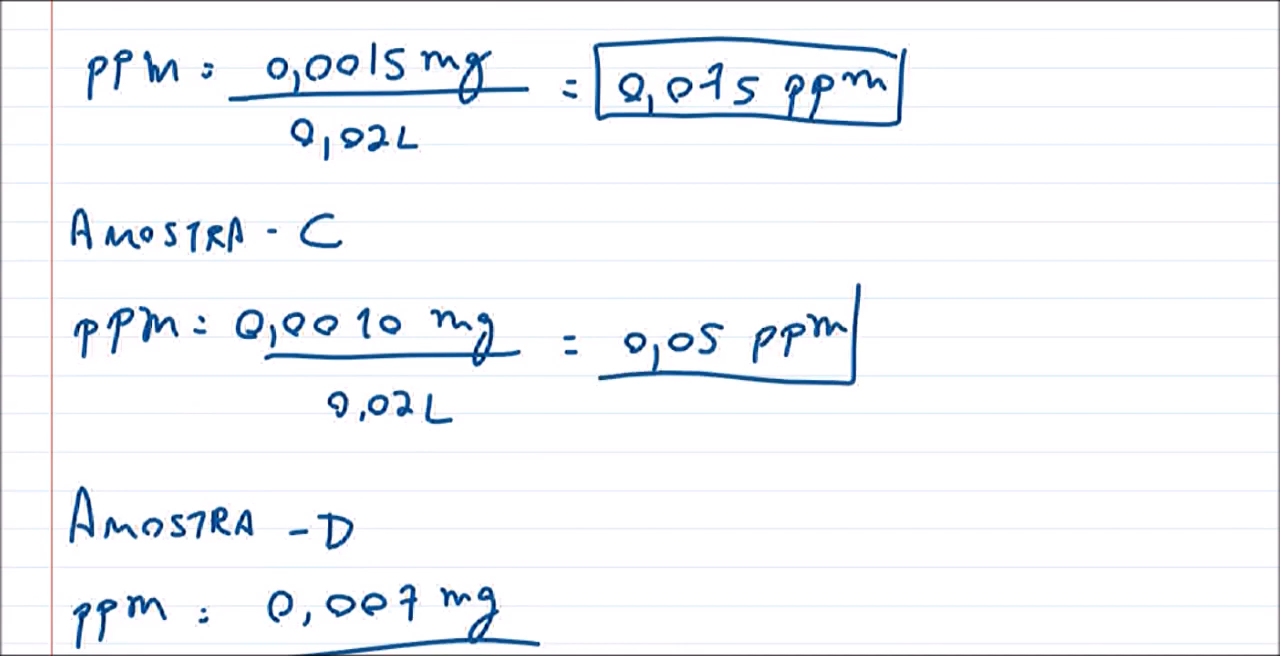 ppm = 0,0015 mg = 0,075 ppm
0,02L
AMOSTRA - C
ppm = 0,0010 mg = 0,05 ppm
0,02L
AMOSTRA - D
ppm = 0,007 mg